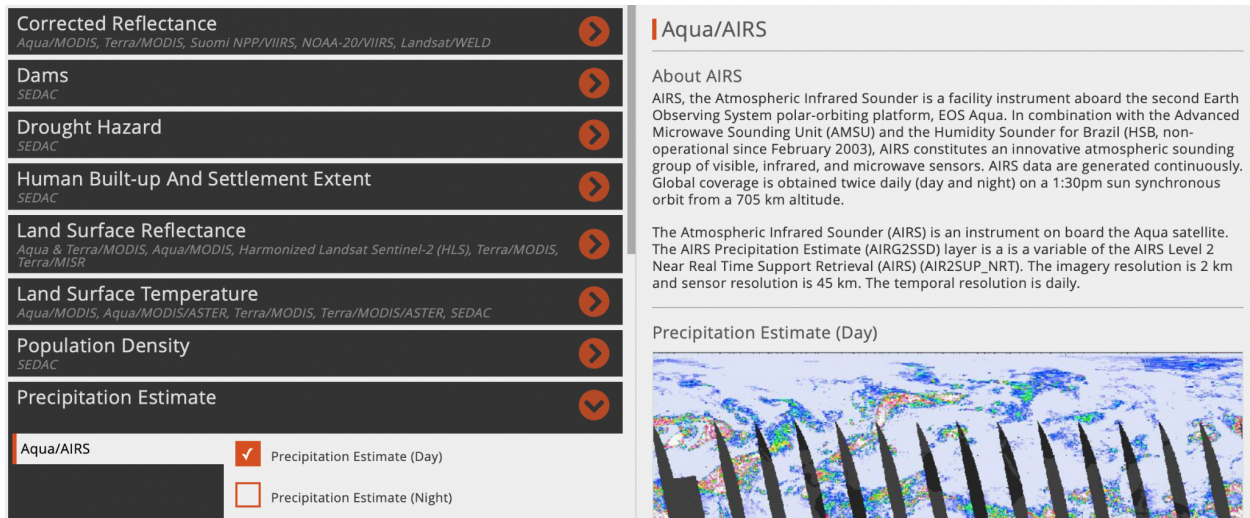 Corrected Reflectance
Aqua/MODIS, Terra/MODIS, Suomi NPP/VIIRS, NOAA-20/VIIRS, Landsat/WELD
Dams
SEDAC
Drought Hazard
SEDAC
Human Built-up And Settlement Extent
SEDAC
Land Surface Reflectance
Aqua & Terra/MODIS, Aqua/MODIS, Harmonized Landsat Sentinel-2 (HLS), Terra/MODIS,
Terra/MISR
Land Surface Temperature
Aqua/MODIS, Aqua/MODIS/ASTER, Terra/MODIS, Terra/MODIS/ASTER, SEDAC
Population Density
SEDAC
Precipitation Estimate
Aqua/AIRS
Precipitation Estimate (Day)
Precipitation Estimate (Night)
Aqua/AIRS
About AIRS
AIRS, the Atmospheric Infrared Sounder is a facility instrument aboard the second Earth
Observing System polar-orbiting platform, EOS Aqua. In combination with the Advanced
Microwave Sounding Unit (AMSU) and the Humidity Sounder for Brazil (HSB, non-
operational since February 2003), AIRS constitutes an innovative atmospheric sounding
group of visible, infrared, and microwave sensors. AIRS data are generated continuously.
Global coverage is obtained twice daily (day and night) on a 1:30pm sun synchronous
orbit from a 705 km altitude.
The Atmospheric Infrared Sounder (AIRS) is an instrument on board the Aqua satellite.
The AIRS Precipitation Estimate (AIRG2SSD) layer is a is a variable of the AIRS Level 2
Near Real Time Support Retrieval (AIRS) (AIR2SUP_NRT). The imagery resolution is 2 km
and sensor resolution is 45 km. The temporal resolution is daily.
Precipitation Estimate (Day)